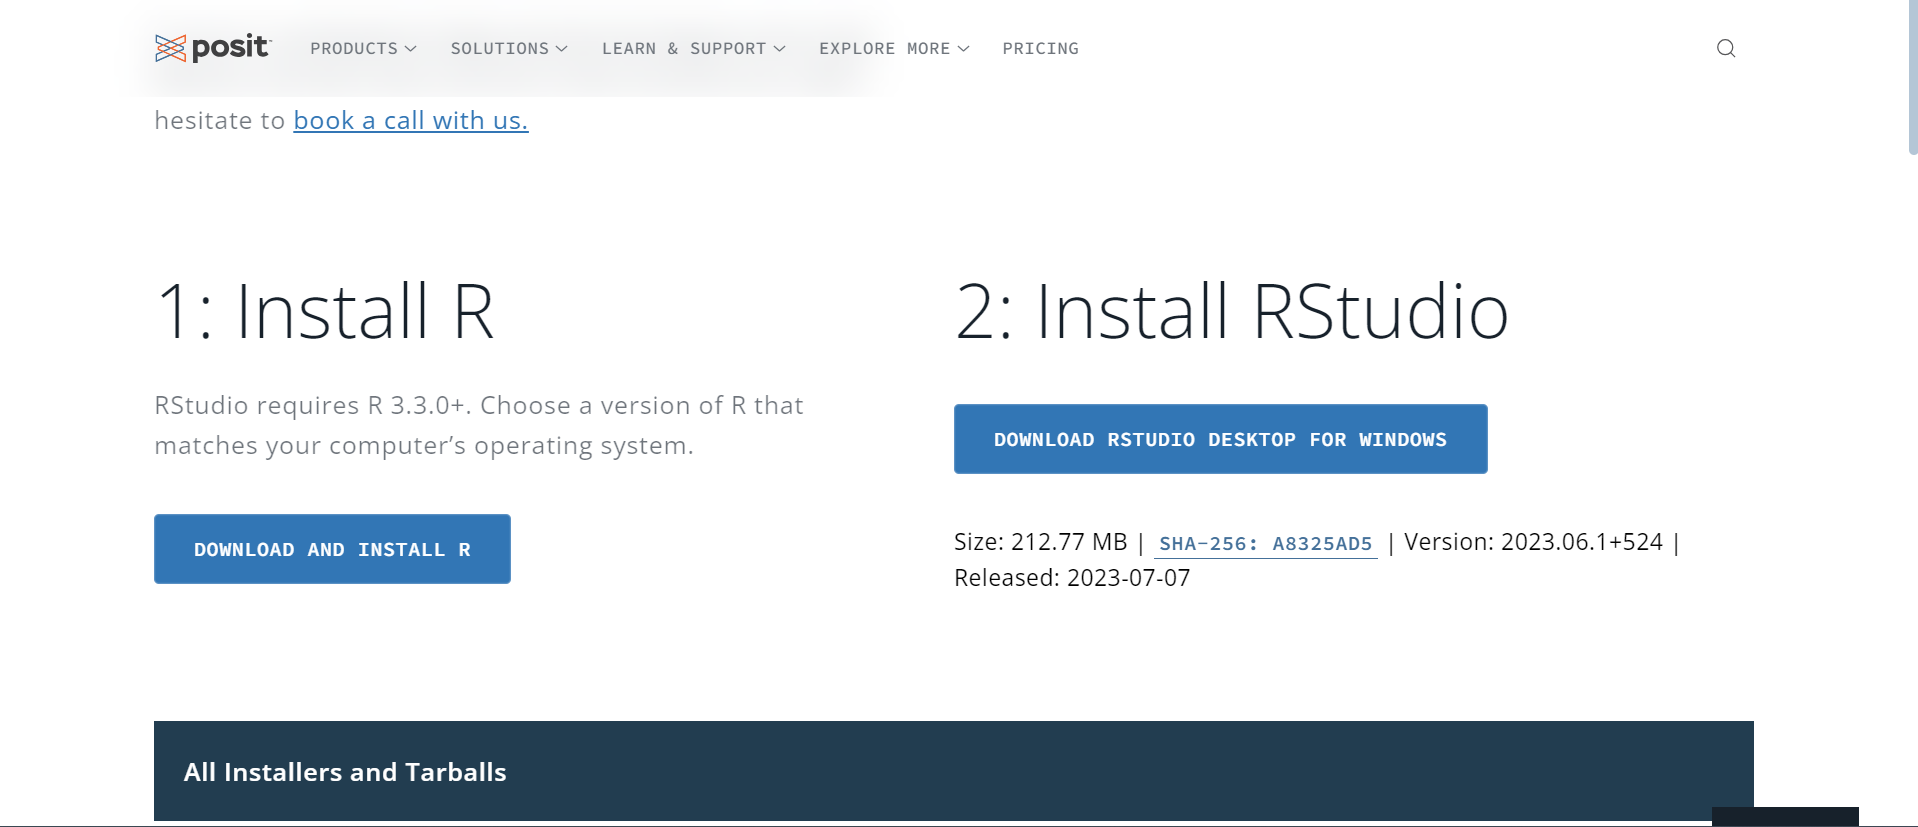 posit™
PRODUCTS
SOLUTIONS
LEARN & SUPPORT
EXPLORE MORE
PRICING
hesitate to book a call with us.
1: Install R
RStudio requires R 3.3.0+. Choose a version of R that
matches your computer’s operating system.
DOWNLOAD AND INSTALL R
2: Install RStudio
DOWNLOAD RSTUDIO DESKTOP FOR WINDOWS
Size: 212.77 MB | SHA-256: A8325AD5 | Version: 2023.06.1+524 |
Released: 2023-07-07
All Installers and Tarballs